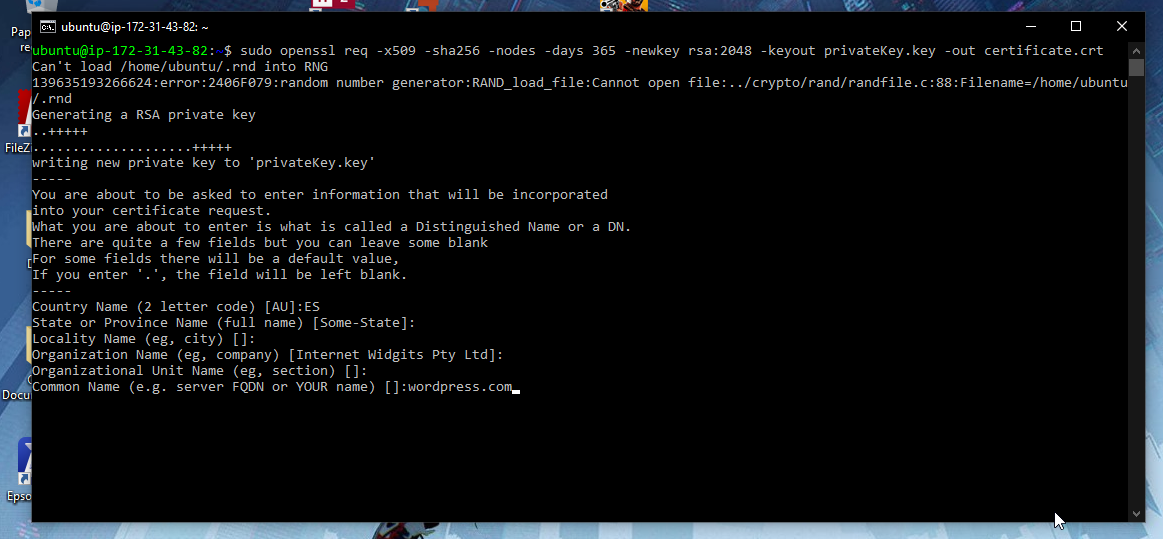 Pap
re
ubuntu@ip-172-31-43-82: ~
ubuntu@ip-172-31-43-82:~$ sudo openssl req -x509 -sha256 -nodes -days 365 -newkey rsa:2048 -keyout privateKey.key -out certificate.crt
Can't load /home/ubuntu/.rnd into RNG
139635193266624:error:2406F079:random number generator:RAND_load_file:Cannot open file:../crypto/rand/randfile.c:88:Filename=/home/ubuntu
/.rnd
Generating a RSA private key
..+++++
....................+++++
writing new private key to 'privateKey.key'
-----
You are about to be asked to enter information that will be incorporated
into your certificate request.
What you are about to enter is what is called a Distinguished Name or a DN.
There are quite a few fields but you can leave some blank
For some fields there will be a default value,
If you enter '.', the field will be left blank.
-----
Country Name (2 letter code) [AU]:ES
State or Province Name (full name) [Some-State]:
Locality Name (eg, city) []:
Organization Name (eg, company) [Internet Widgits Pty Ltd]:
Organizational Unit Name (eg, section) []:
Common Name (e.g. server FQDN or YOUR name) []:wordpress.com
FileZ
Docu
Epso